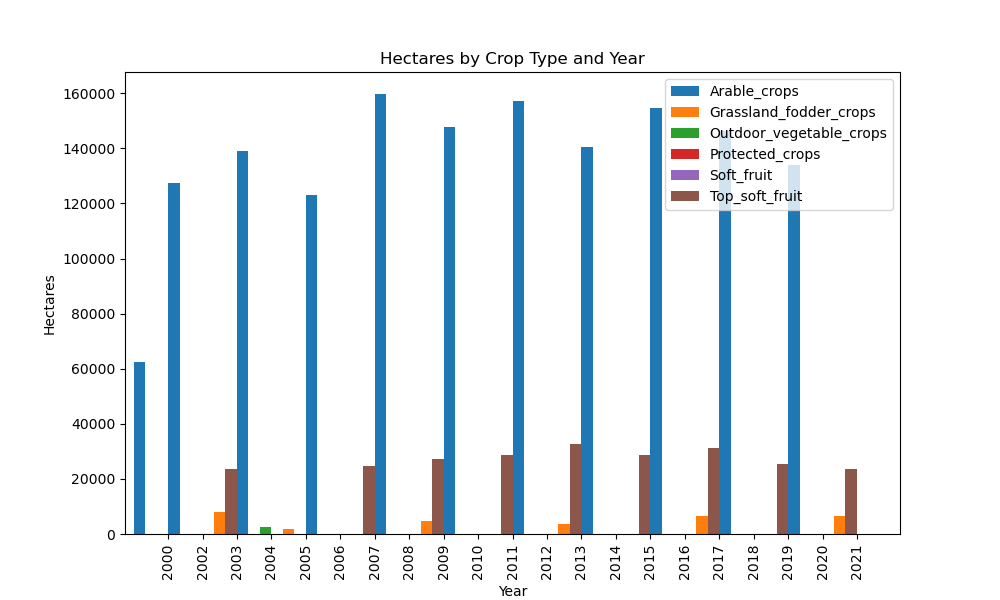 Hectares by Crop Type and Year
Arable_crops
Grassland_fodder_crops
Outdoor_vegetable_crops
Protected_crops
Soft_fruit
Top_soft_fruit
160000
140000
120000
100000
80000
60000
40000
20000
0
Hectares
2000 2002 2003 2004 2005 2006 2007 2008 2009 2010 2011 2012 2013 2014 2015 2016 2017 2018 2019 2020 2021
Year